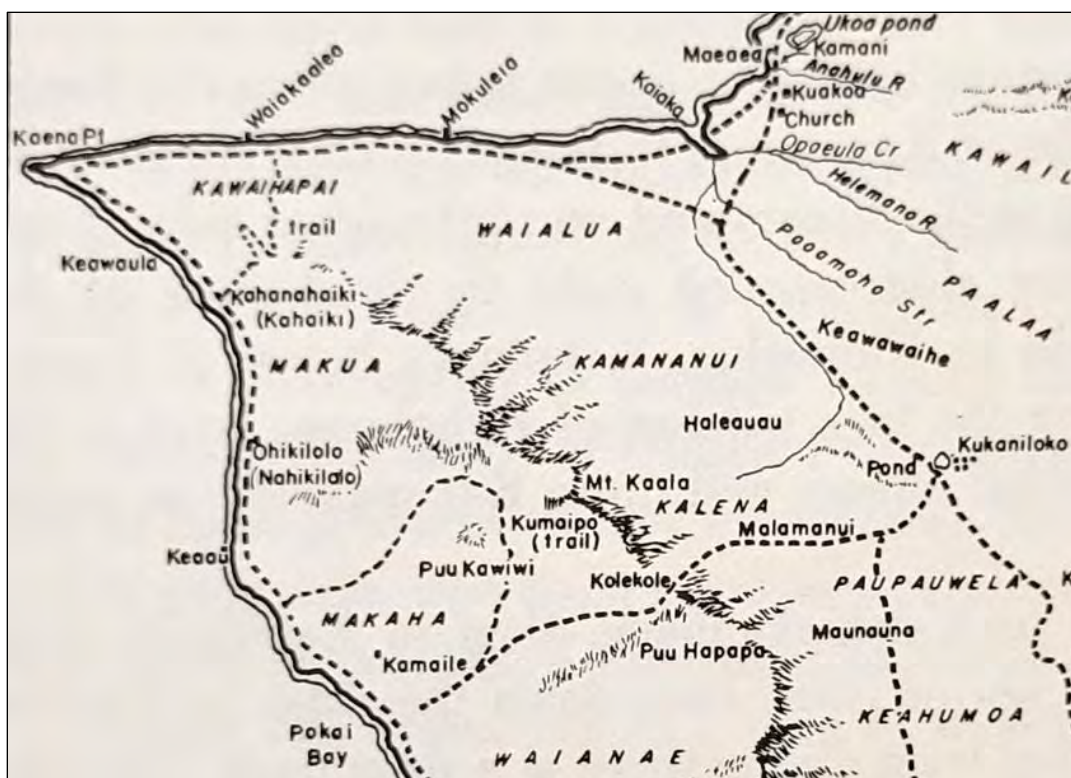 Ukoa pond
Kamani
Maeaea
Anahulu R
Kuakoa
Church
Kaiaka
Mokuleia
Waiakaalea
Kaena Pt
Opaeula Cr
KAWAIL
Helemano R
KAWAIHAPAI
trail
WAIALUA
Poamoho Str
PAALAA
Keawaula
Kahanahaiki
(Kahaiki)
Keawawaihe
MAKUA
KAMANANUI
Haleauau
Ohikilolo
(Nahikilolo)
Pond
Kukaniloko
Mt. Kaala
KALENA
Kumaipo
(trail)
Malamanui
Keaau
Puu Kawiwi
Kolekole
PAUPAUWELA
K
MAKAHA
Maunauna
Kamaile
Puu Hapapa
KEAHUMOA
Pokai
Bay
WAIANAE